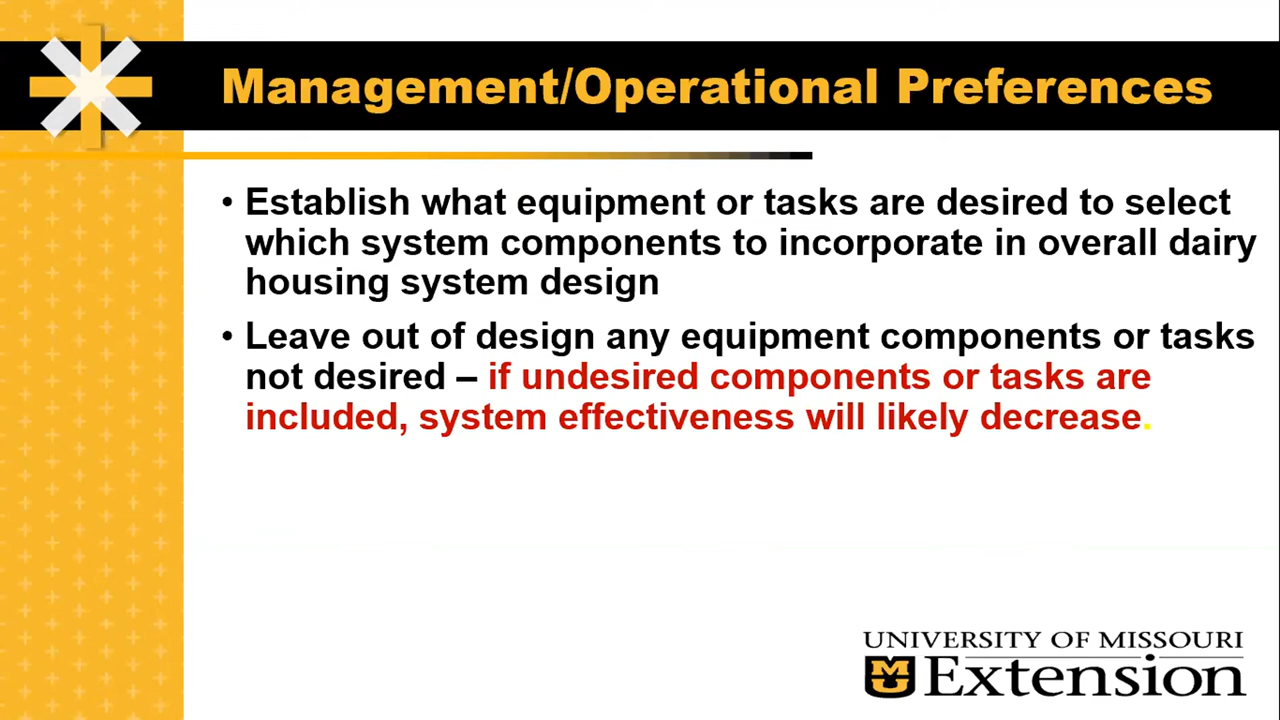 Management/Operational Preferences
• Establish what equipment or tasks are desired to select
which system components to incorporate in overall dairy
housing system design
• Leave out of design any equipment components or tasks
not desired – if undesired components or tasks are
included, system effectiveness will likely decrease.
UNIVERSITY OF MISSOURI
Extension